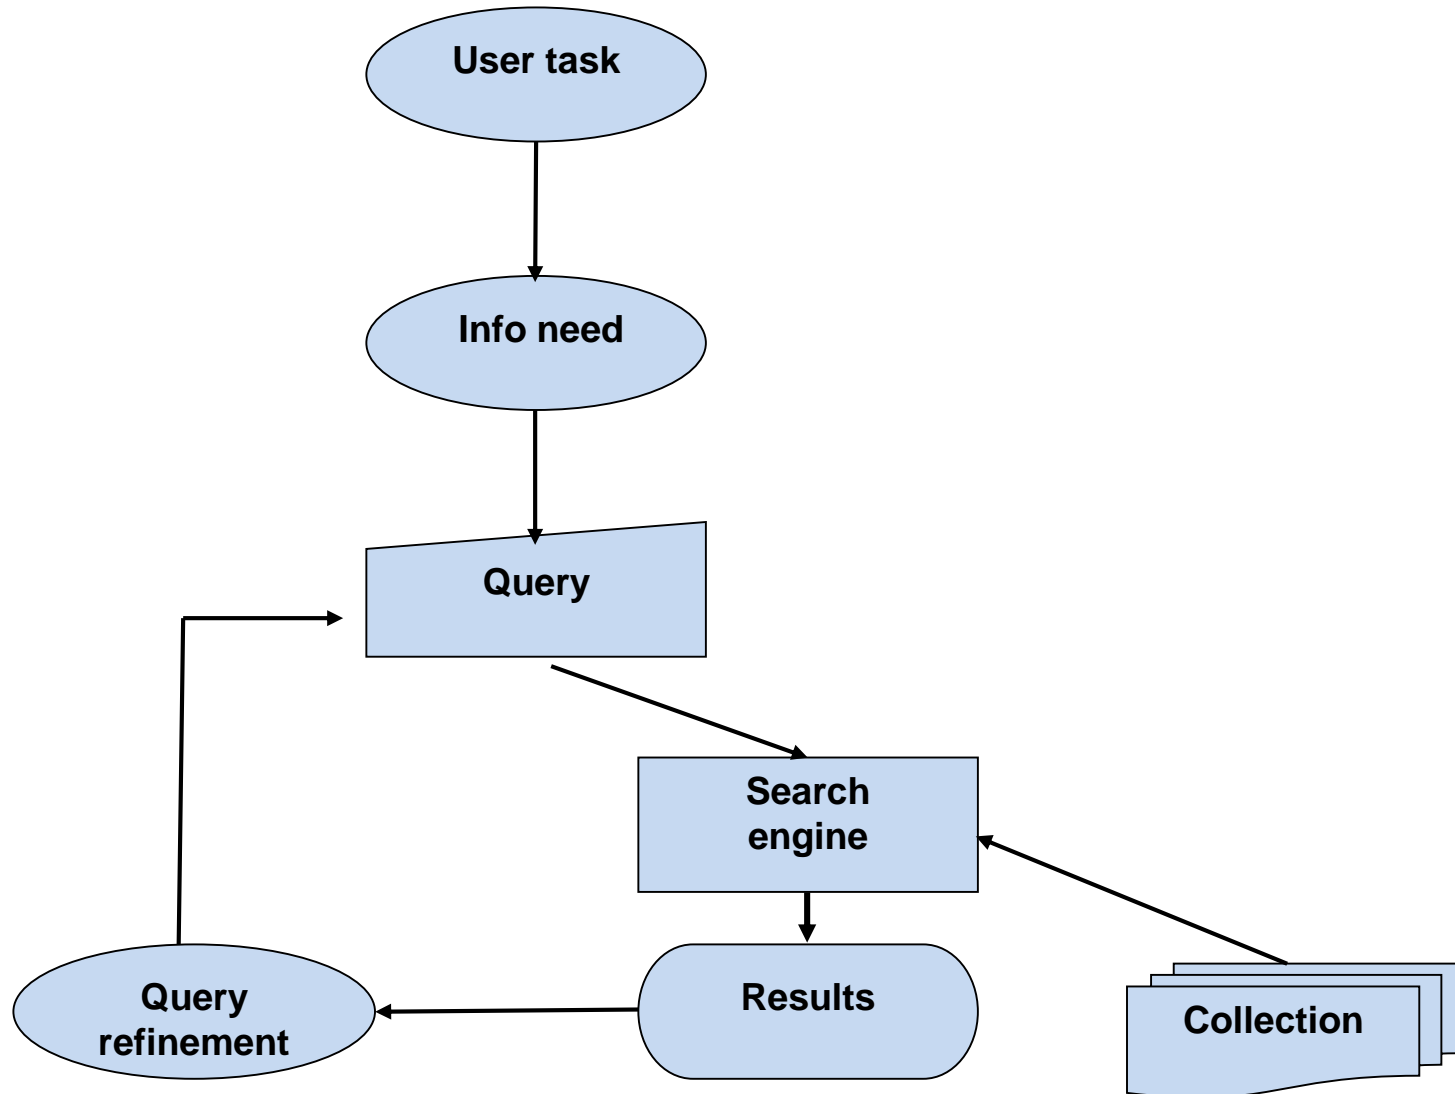 User task
Info need
Query
Search
engine
Query
refinement
Results
Collection